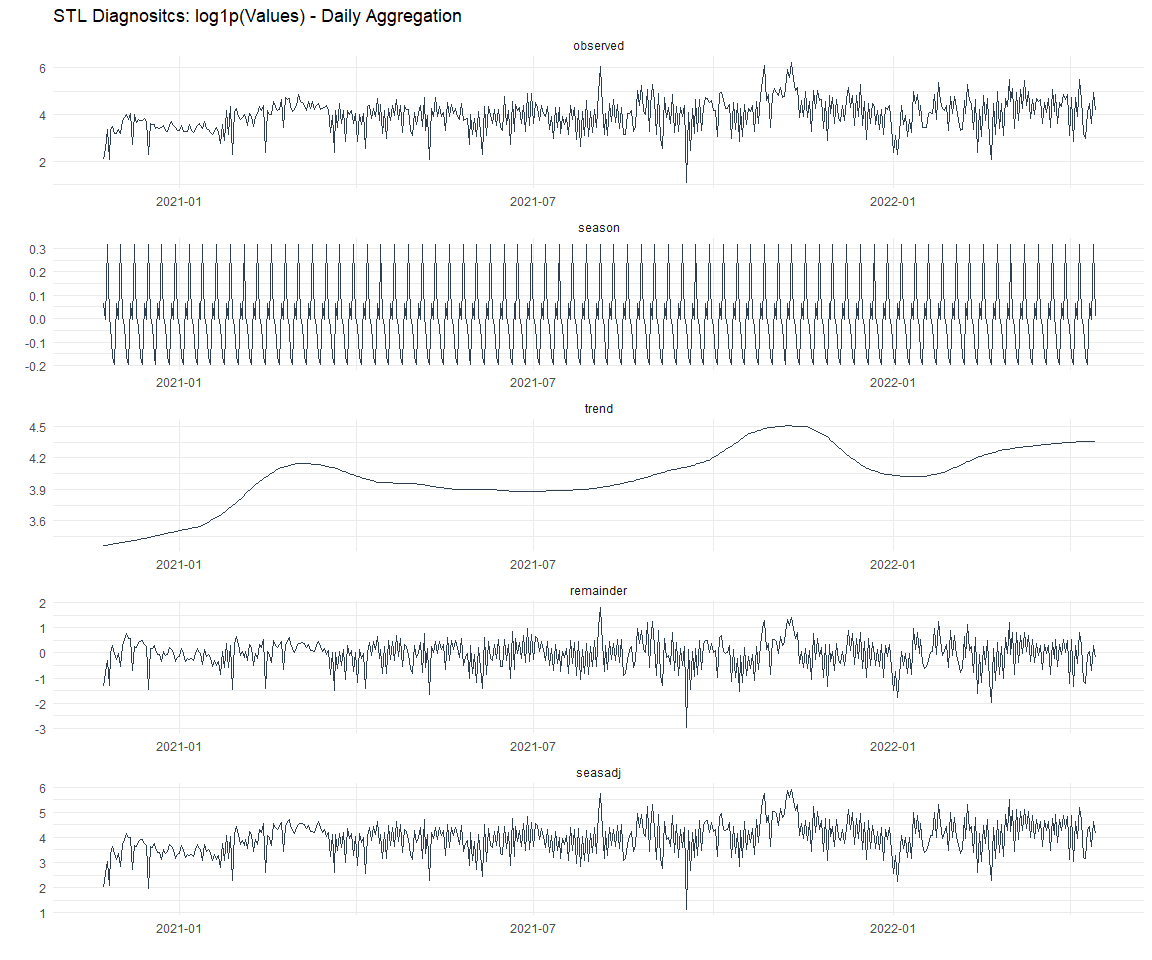 STL Diagnositcs: log1p(Values) - Daily Aggregation
observed
6
4
2
2021-01 2021-07 2022-01
season
0.3
0.2
0.1
0.0
-0.1
-0.2
2021-01 2021-07 2022-01
trend
4.5
4.2
3.9
3.6
2021-01 2021-07 2022-01
remainder
2
1
0
-1
-2
-3
2021-01 2021-07 2022-01
seasadj
6
5
4
3
2
1
2021-01 2021-07 2022-01